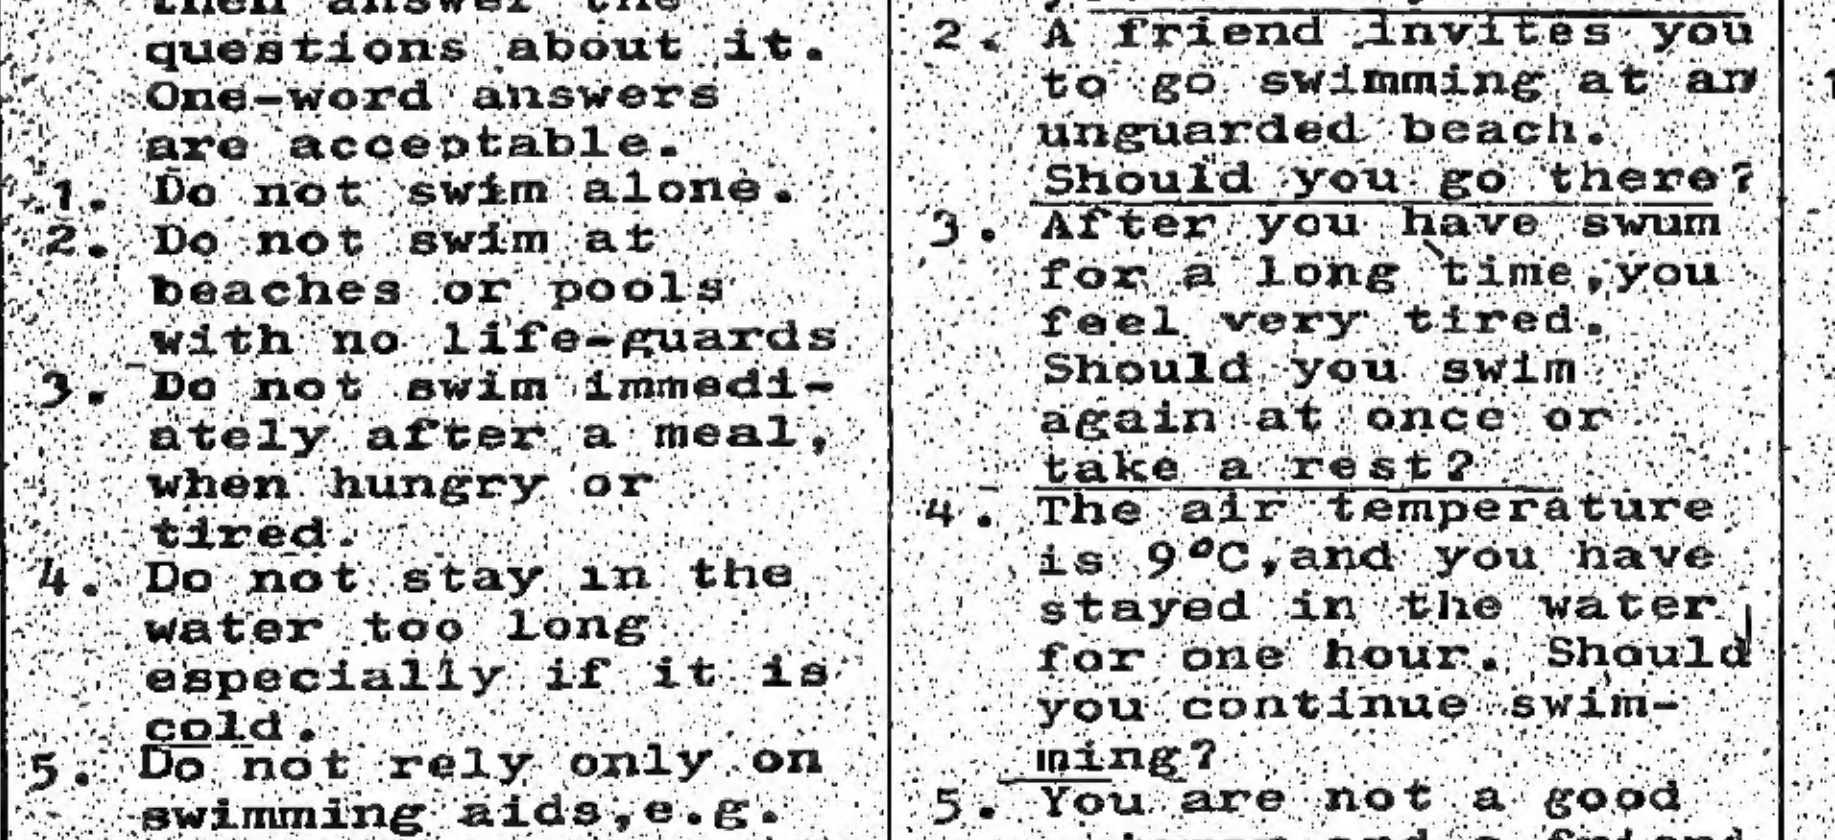 then answer the
questions about it.
One-word answers
are acceptable.
1. Do not swim alone.
2. Do not swim at
beaches or pools
with no life-guards
3. Do not swim immedi-
ately after a meal,
when hungry or
tired.
4. Do not stay in the
water too long
especially if it is
cold.
5. Do not rely only on
swimming aids, e.g.
2. A friend invites you
to go swimming at an
unguarded beach.
Should you go there?
3. After you have swum
for a long time, you
feel very tired.
Should you swim
again at once or
take a rest?
4. The air temperature
is 9°C, and you have
stayed in the water
for one hour. Should
you continue swim-
ming?
5. You are not a good
and a friend
1